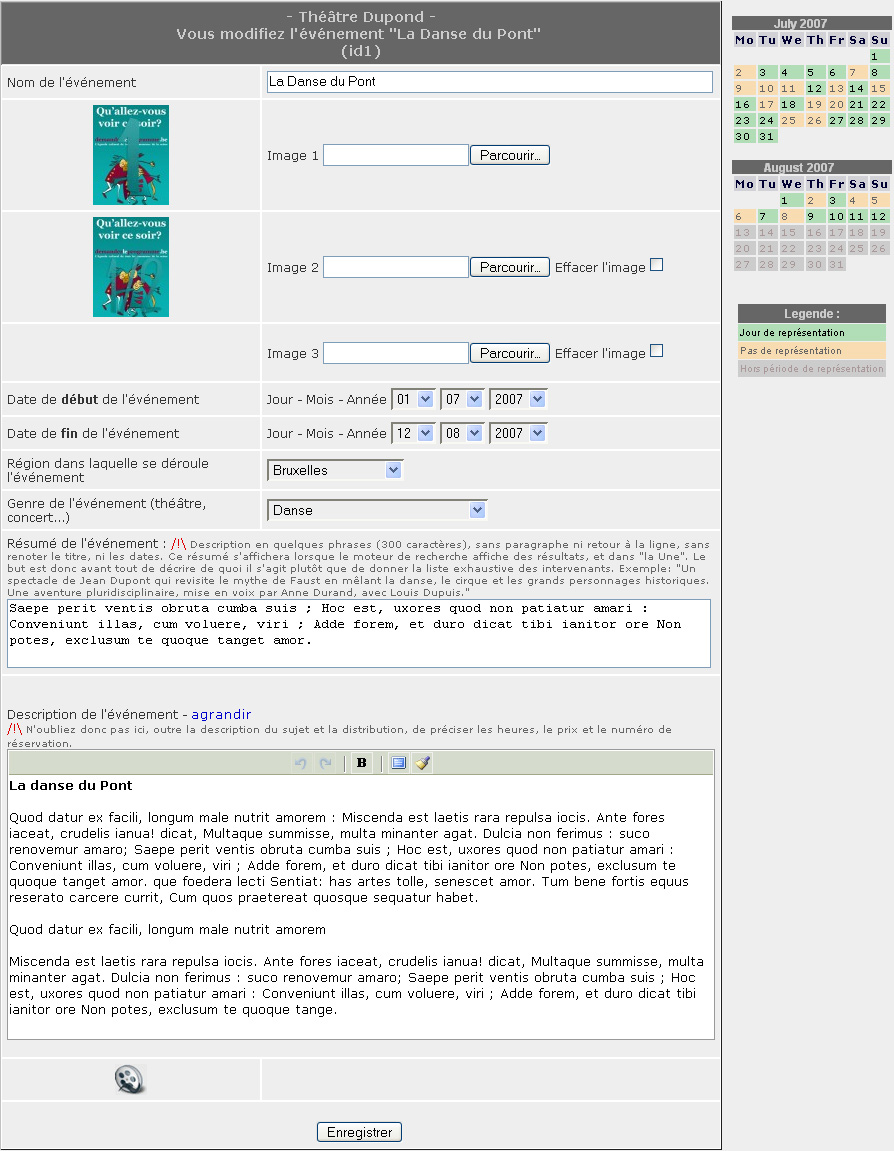 - Théâtre Dupond -
Vous modifiez l'événement "La Danse du Pont"
(id1)
Nom de l'événement
La Danse du Pont
Qu'allez-vous
voir ce soir?
Image 1
Parcourir...
Qu'allez-vous
voir ce soir?
Image 2
Parcourir...
Effacer l'image
Image 3
Parcourir...
Effacer l'image
Date de début de l'événement
Jour - Mois - Année 01 07 2007
Date de fin de l'événement
Jour - Mois - Année 12 08 2007
Région dans laquelle se déroule
l'événement
Bruxelles
Genre de l'événement (théâtre,
concert...)
Danse
Résumé de l'événement : /!\ Description en quelques phrases (300 caractères), sans paragraphe ni retour à la ligne, sans
renoter le titre, ni les dates. Ce résumé s'affichera lorsque le moteur de recherche affiche des résultats, et dans "la Une". Le
but est donc avant tout de décrire de quoi il s'agit plutôt que de donner la liste exhaustive des intervenants. Exemple: "Un
spectacle de Jean Dupont qui revisite le mythe de Faust en mêlant la danse, le cirque et les grands personnages historiques.
Une aventure pluridisciplinaire, mise en voix par Anne Durand, avec Louis Dupuis."
Saepe perit ventis obruta cumba suis ; Hoc est, uxores quod non patiatur amari :
Conveniunt illas, cum voluere, viri ; Adde forem, et duro dicat tibi ianitor ore Non
potes, exclusum te quoque tanget amor.
Description de l'événement - agrandir
/!\ N'oubliez donc pas ici, outre la description du sujet et la distribution, de préciser les heures, le prix et le numéro de
réservation.
B
La danse du Pont
Quod datur ex facili, longum male nutrit amorem : Miscenda est laetis rara repulsa iocis. Ante fores
iaceat, crudelis ianua! dicat, Multaque summisse, multa minanter agat. Dulcia non ferimus : suco
renovemur amaro; Saepe perit ventis obruta cumba suis ; Hoc est, uxores quod non patiatur amari :
Conveniunt illas, cum voluere, viri ; Adde forem, et duro dicat tibi ianitor ore Non potes, exclusum te
quoque tanget amor. que foedera lecti Sentiat: has artes tolle, senescet amor. Tum bene fortis equus
reserato carcere currit, Cum quos praetereat quosque sequatur habet.
Quod datur ex facili, longum male nutrit amorem
Miscenda est laetis rara repulsa iocis. Ante fores iaceat, crudelis ianua! dicat, Multaque summisse, multa
minanter agat. Dulcia non ferimus : suco renovemur amaro; Saepe perit ventis obruta cumba suis ; Hoc
est, uxores quod non patiatur amari : Conveniunt illas, cum voluere, viri ; Adde forem, et duro dicat tibi
ianitor ore Non potes, exclusum te quoque tange.
Enregistrer
July 2007
Mo Tu We Th Fr Sa Su
1
2 3 4 5 6 7 8
9 10 11 12 13 14 15
16 17 18 19 20 21 22
23 24 25 26 27 28 29
30 31
August 2007
Mo Tu We Th Fr Sa Su
1 2 3 4 5
6 7 8 9 10 11 12
13 14 15 16 17 18 19
20 21 22 23 24 25 26
27 28 29 30 31
Legende :
Jour de représentation
Pas de représentation
Hors période de représentation